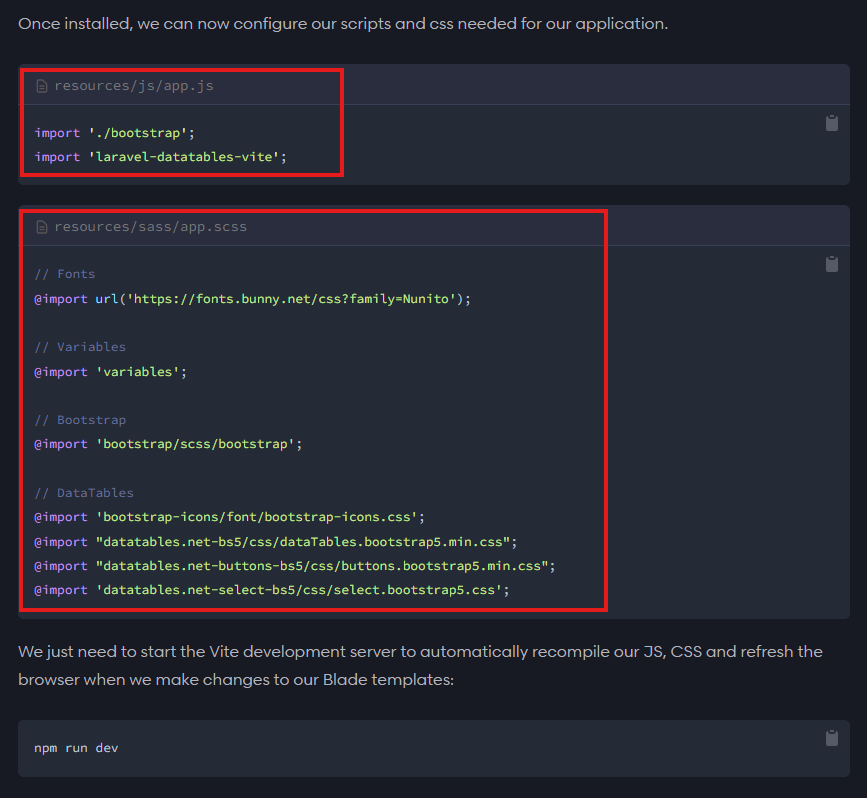 Once installed, we can now configure our scripts and css needed for our application.
resources/js/app.js
import './bootstrap';
import 'laravel-datatables-vite';
resources/sass/app.scss
// Fonts
@import url('https://fonts.bunny.net/css?family=Nunito');
// Variables
@import 'variables';
// Bootstrap
@import 'bootstrap/scss/bootstrap';
// DataTables
@import 'bootstrap-icons/font/bootstrap-icons.css';
@import "datatables.net-bs5/css/dataTables.bootstrap5.min.css";
@import "datatables.net-buttons-bs5/css/buttons.bootstrap5.min.css";
@import 'datatables.net-select-bs5/css/select.bootstrap5.css';
We just need to start the Vite development server to automatically recompile our JS, CSS and refresh the
browser when we make changes to our Blade templates:
npm run dev